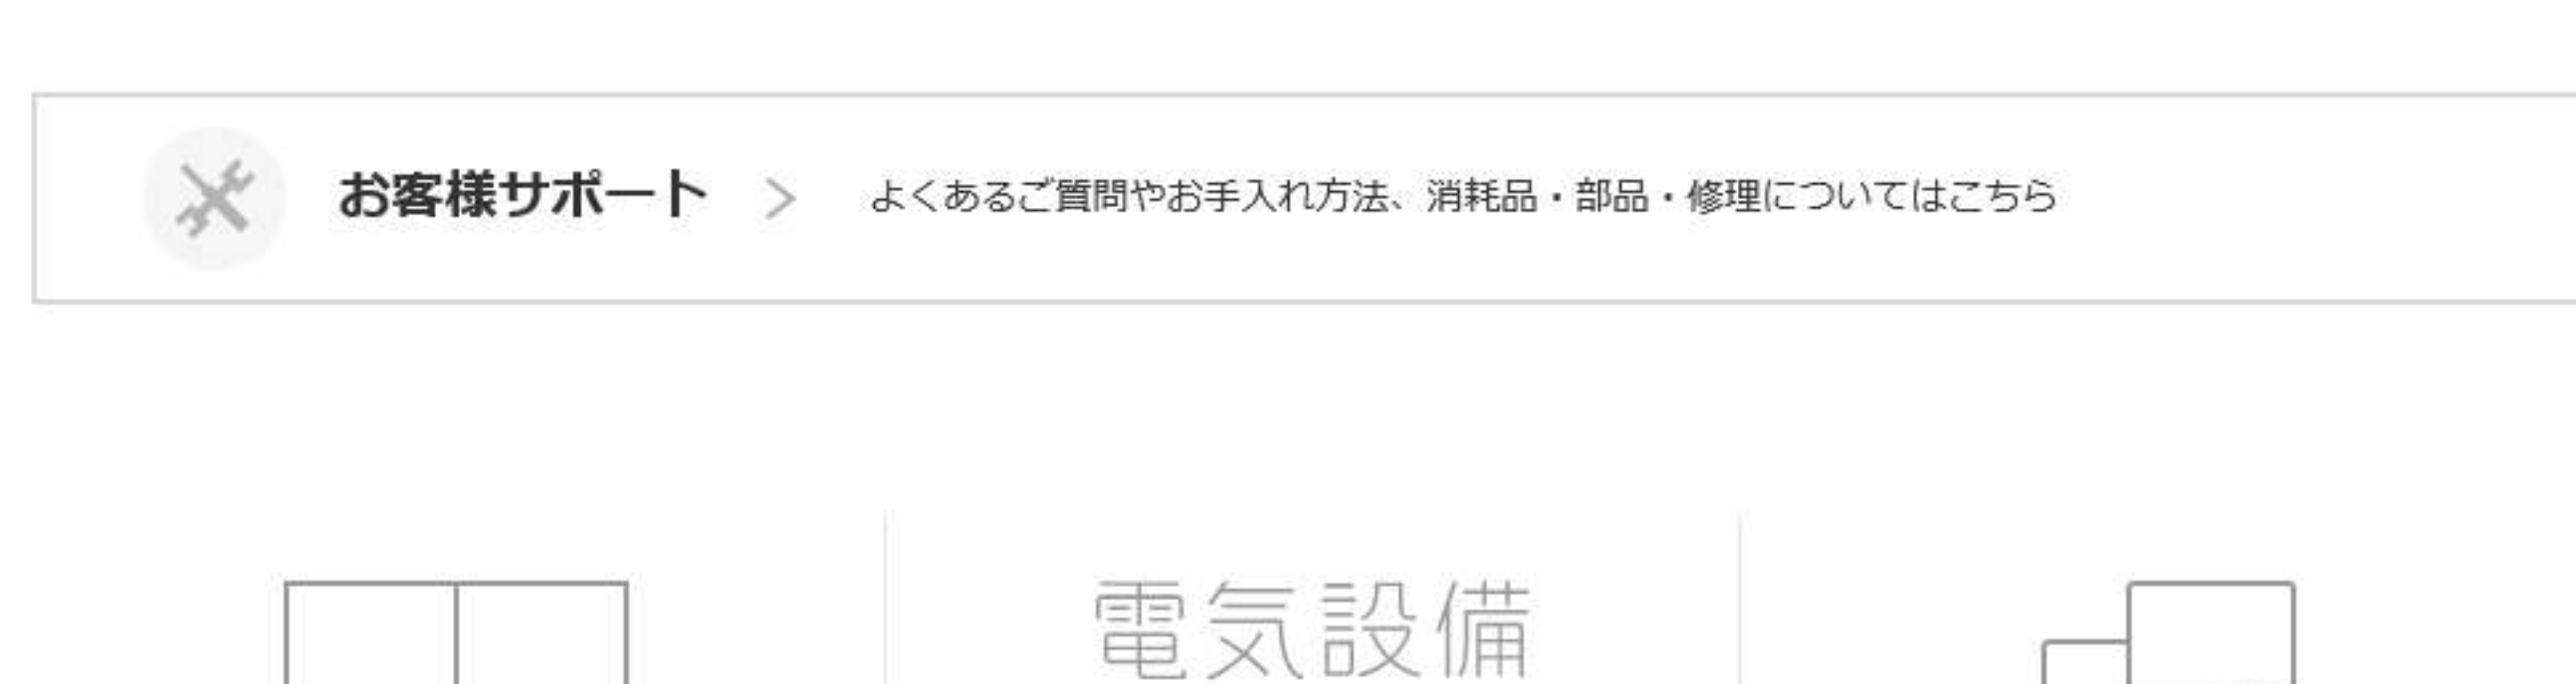 お客様サポート よくあるご質問やお手入れ方法、消耗品・部品・修理についてはこちら
電気設備